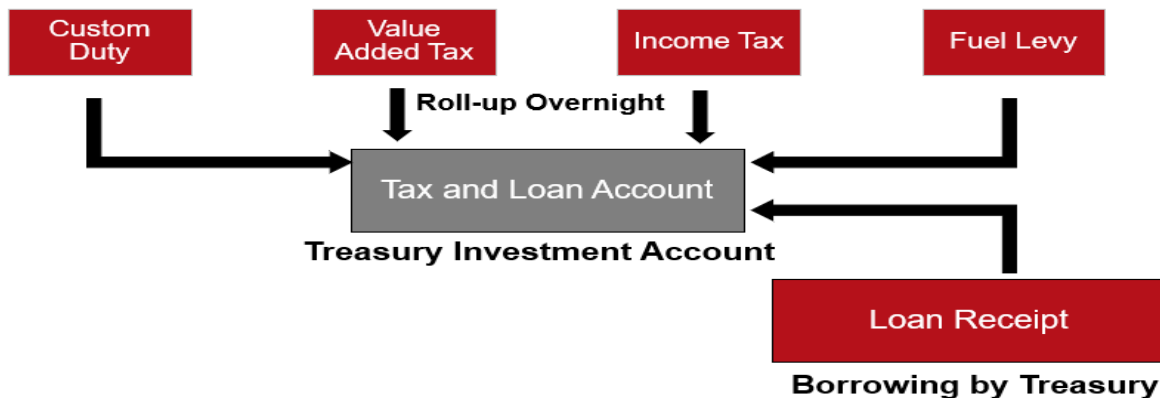 Custom
Duty
Value
Added Tax
Income Tax
Fuel Levy
Roll-up Overnight
Tax and Loan Account
Treasury Investment Account
Loan Receipt
Borrowing by Treasury